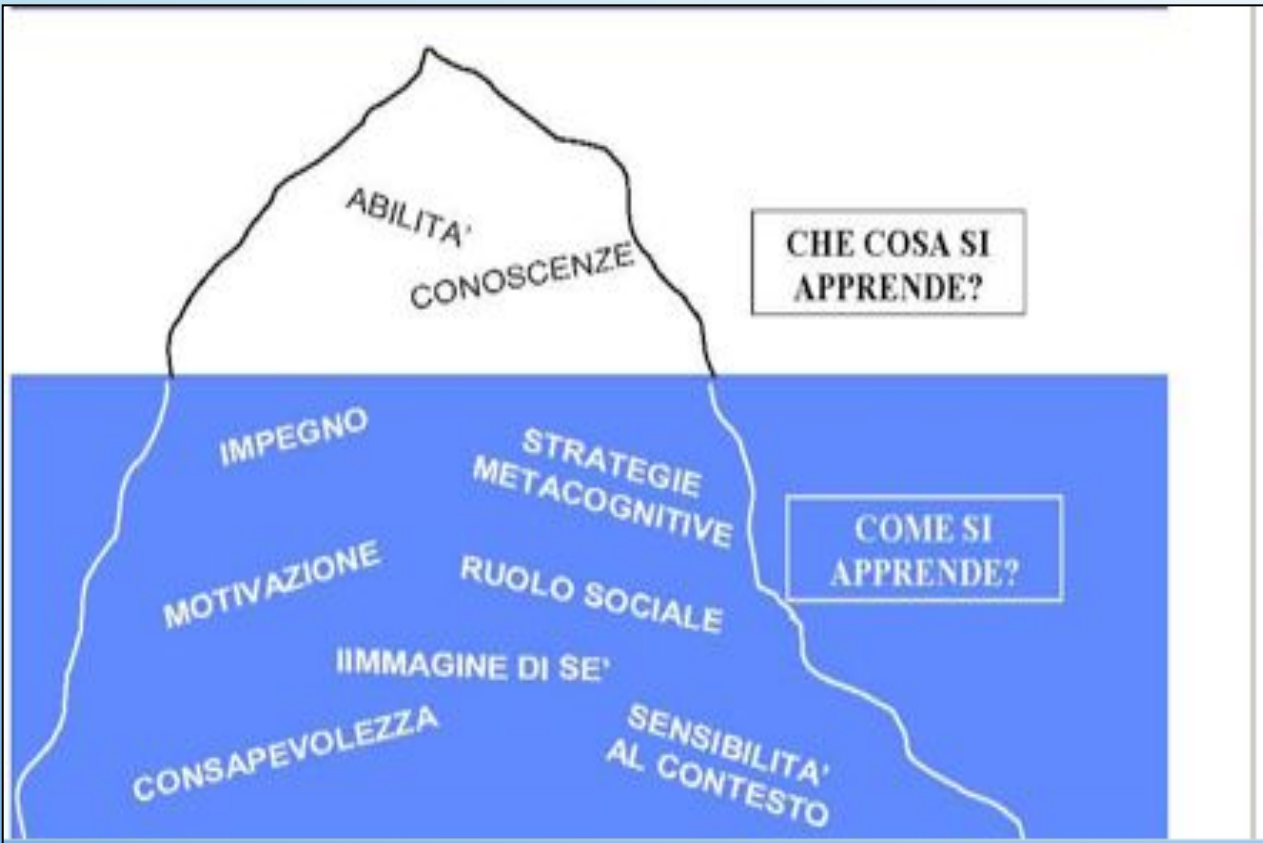 ABILITA'
CONOSCENZE
CHE COSA SI
APPRENDE?
IMPEGNO
STRATEGIE
METACOGNITIVE
COME SI
APPRENDE?
MOTIVAZIONE
RUOLO SOCIALE
IIMMAGINE DI SE'
CONSAPEVOLEZZA
SENSIBILITA'
AL CONTESTO